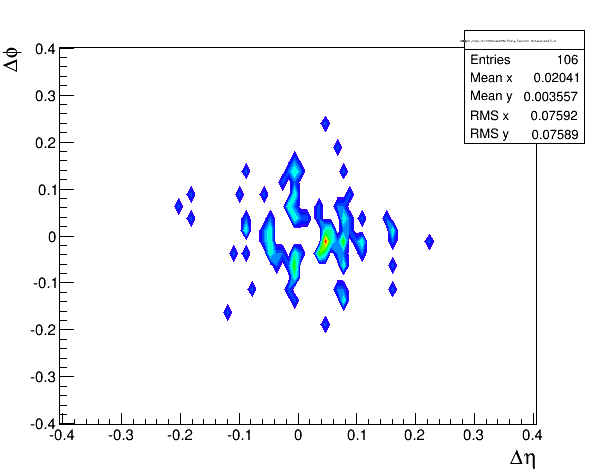 Δϕ
0.4
0.3
0.2
0.1
0
-0.1
-0.2
-0.3
-0.4
-0.4 -0.3 -0.2 -0.1 0 0.1 0.2 0.3 0.4
Δη
Entries 106
Mean x 0.02041
Mean y 0.003557
RMS x 0.07592
RMS y 0.07589